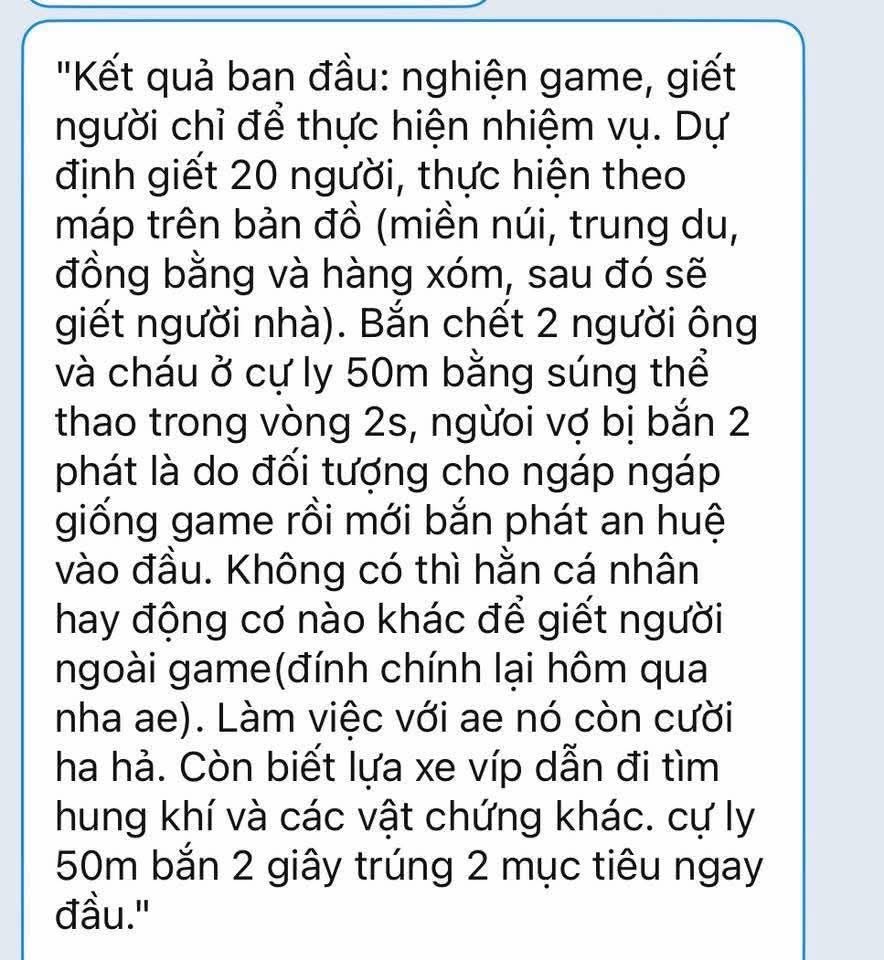 "Kết quả ban đầu: nghiện game, giết
người chỉ để thực hiện nhiệm vụ. Dự
định giết 20 người, thực hiện theo
máp trên bản đồ (miền núi, trung du,
đồng bằng và hàng xóm, sau đó sẽ
giết người nhà). Bắn chết 2 người ông
và cháu ở cự ly 50m bằng súng thể
thao trong vòng 2s, ngừoi vợ bị bắn 2
phát là do đối tượng cho ngáp ngáp
giống game rồi mới bắn phát an huệ
vào đầu. Không có thì hằn cá nhân
hay động cơ nào khác để giết người
ngoài game(đính chính lại hôm qua
nha ae). Làm việc với ae nó còn cười
ha hả. Còn biết lựa xe víp dẫn đi tìm
hung khí và các vật chứng khác. cự ly
50m bắn 2 giây trúng 2 mục tiêu ngay
đầu."